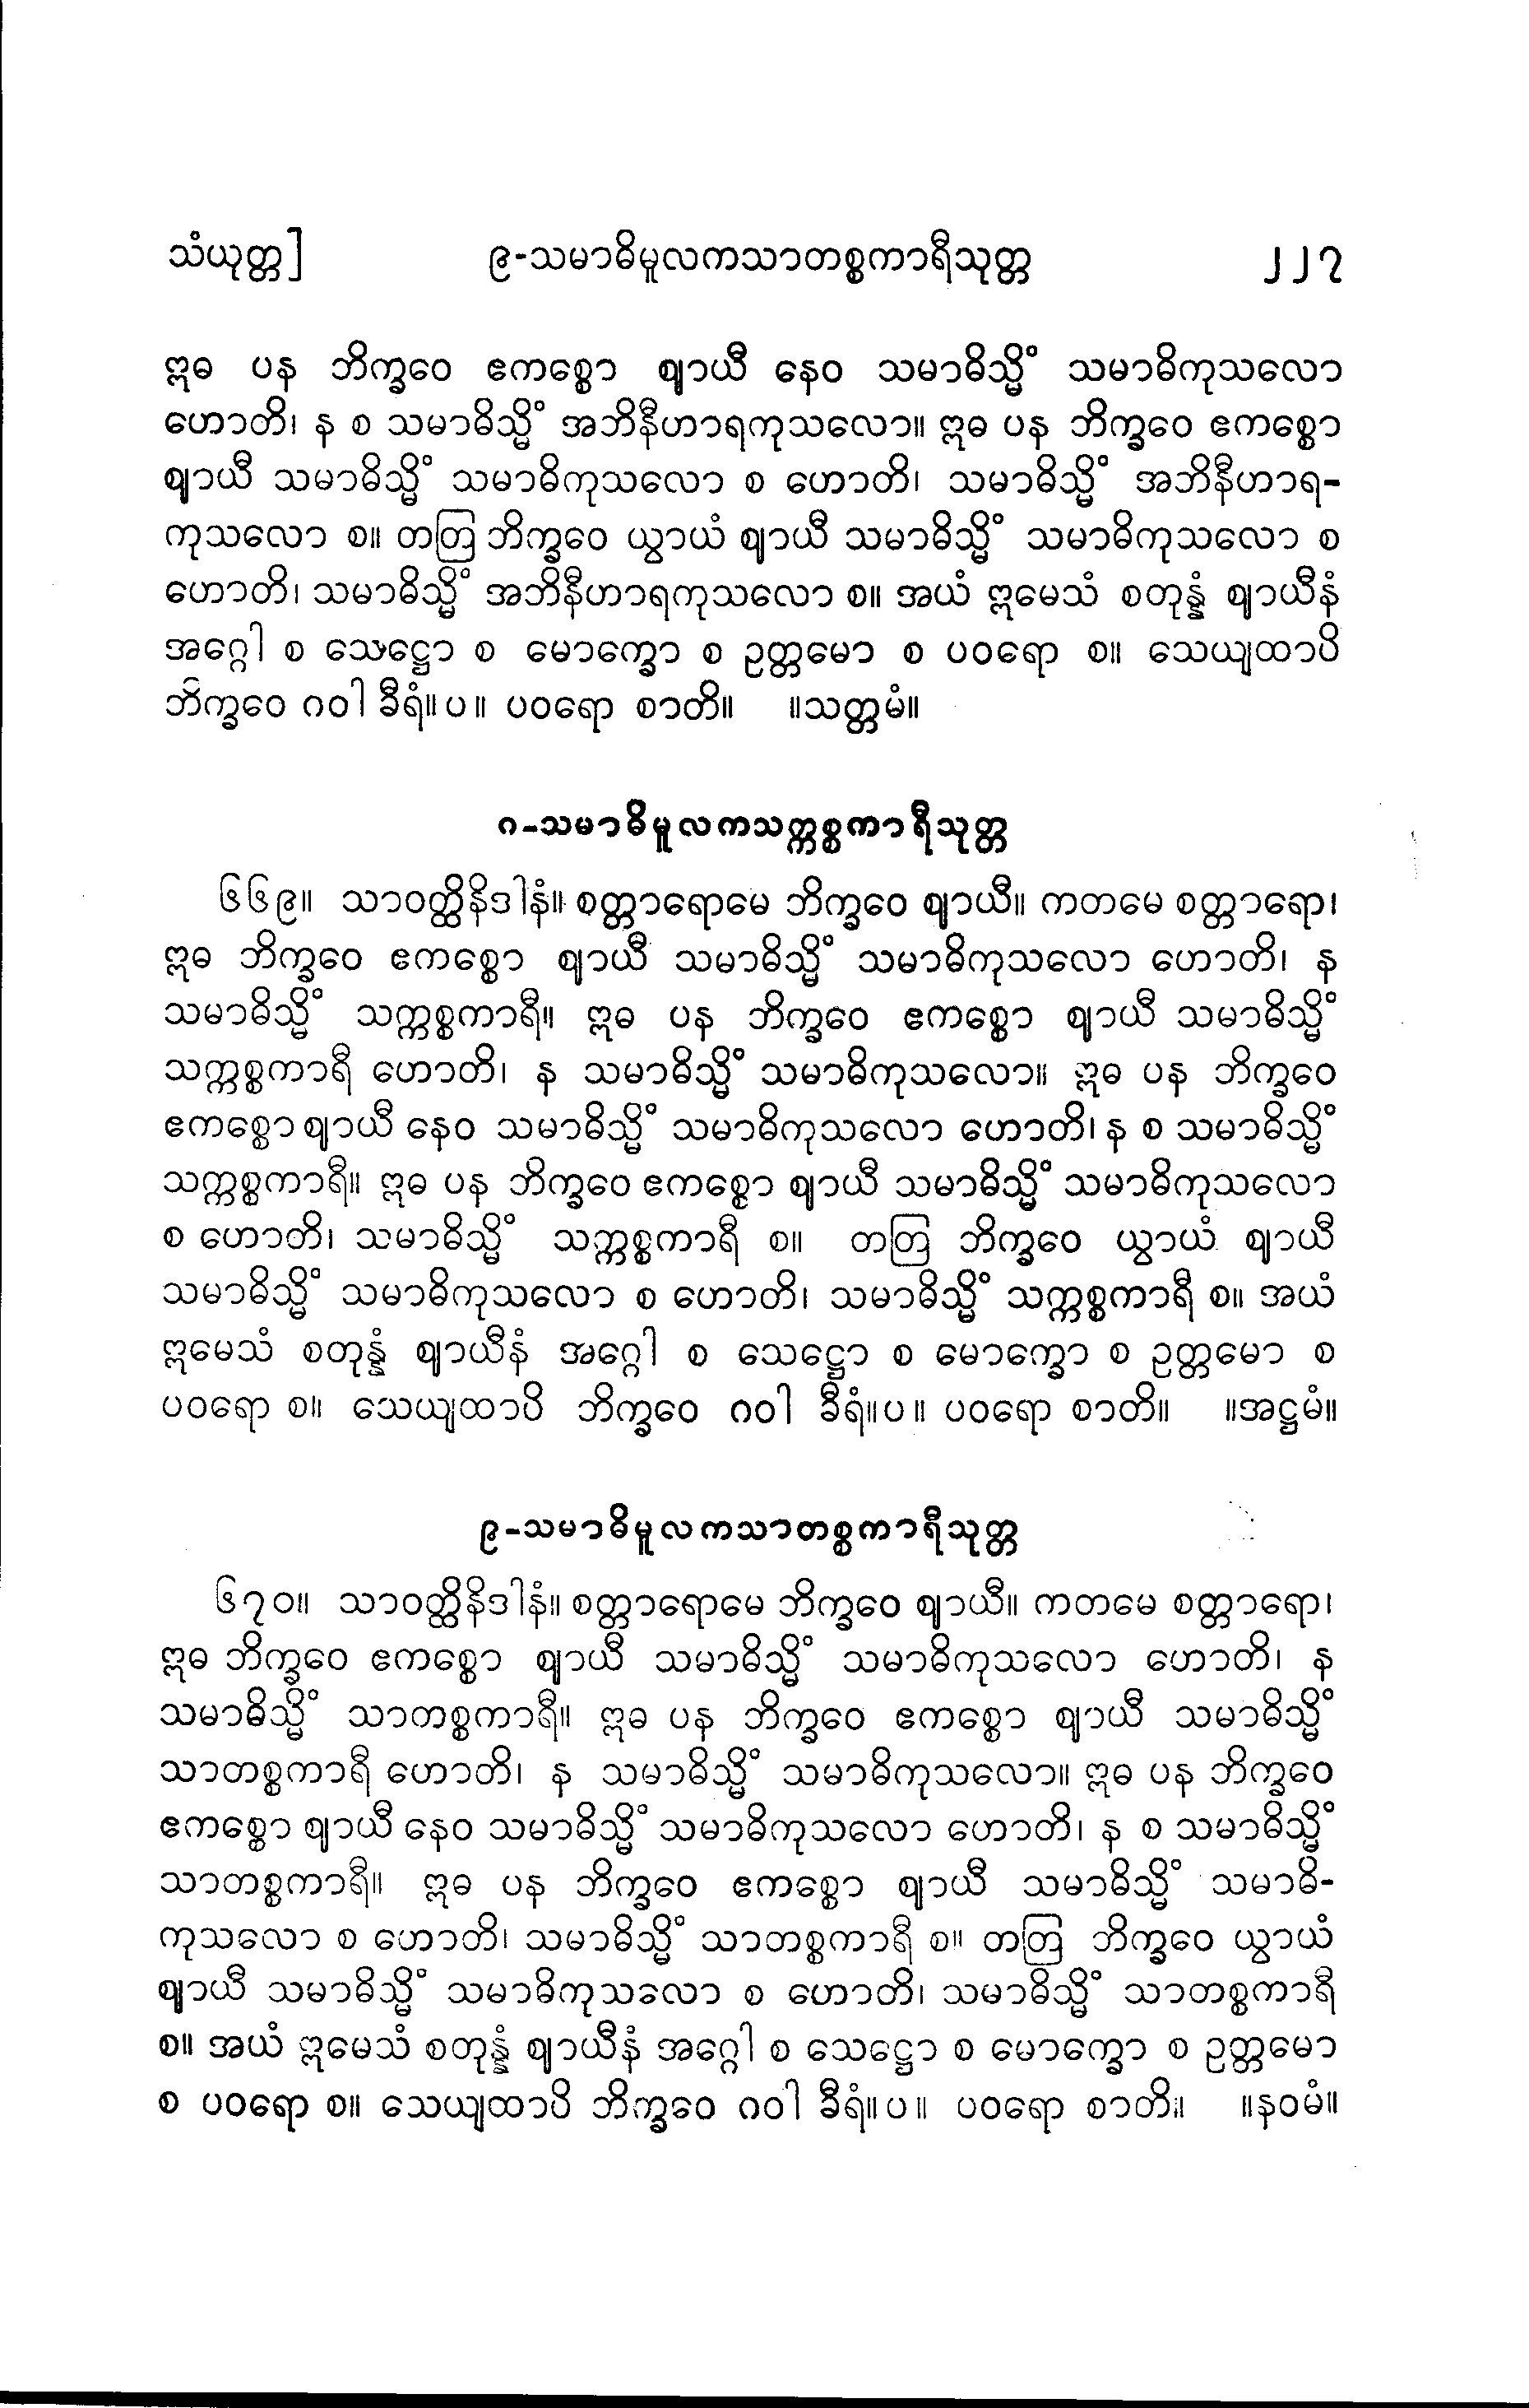 သံယုတ္တ] ၉-သမာဓိမူလကသာတစ္စကာရီသုတ္တ ၂၂၇
ဣဓ ပန ဘိက္ခဝေ ဧကစ္စော ဈာယီ နေဝ သမာဓိသ္မိံ သမာဓိကုသလော
ဟောတိ၊ န စ သမာဓိသ္မိံ အဘိနီဟာရကုသလော။ ဣဓ ပန ဘိက္ခဝေ ဧကစ္စော
ဈာယီ သမာဓိသ္မိံ သမာဓိကုသလော စ ဟောတိ၊ သမာဓိသ္မိံ အဘိနီဟာရ-
ကုသလော စ။ တတြ ဘိက္ခဝေ ယွာယံ ဈာယီ သမာဓိသ္မိံ သမာဓိကုသလော စ
ဟောတိ၊ သမာဓိသ္မိံ အဘိနီဟာရကုသလော စ။ အယံ ဣမေသံ စတုန္နံ ဈာယီနံ
အဂ္ဂေါ စ သေဋ္ဌော စ မောက္ခော စ ဥတ္တမော စ ပဝရော စ။ သေယျထာပိ
ဘိက္ခဝေ ဂဝါ ခီရံ။ပ။ ပဝရော စာတိ။ ။သတ္တမံ။
ဂ-သမာဓိမူလကသက္ကစ္စကာရီသုတ္တ
၆၆၉။ သာဝတ္ထိနိဒါနံ။ စတ္တာရောမေ ဘိက္ခဝေ ဈာယီ။ ကတမေ စတ္တာရော၊
ဣဓ ဘိက္ခဝေ ဧကစ္စော ဈာယီ သမာဓိသ္မိံ သမာဓိကုသလော ဟောတိ၊ န
သမာဓိသ္မိံ သက္ကစ္စကာရီ။ ဣဓ ပန ဘိက္ခဝေ ဧကစ္စော ဈာယီ သမာဓိသ္မိံ
သက္ကစ္စကာရီ ဟောတိ၊ န သမာဓိသ္မိံ သမာဓိကုသလော။ ဣဓ ပန ဘိက္ခဝေ
ဧကစ္စော ဈာယီ နေဝ သမာဓိသ္မိံ သမာဓိကုသလော ဟောတိ၊ န စ သမာဓိသ္မိံ
သက္ကစ္စကာရီ။ ဣဓ ပန ဘိက္ခဝေ ဧကစ္စော ဈာယီ သမာဓိသ္မိံ သမာဓိကုသလော
စ ဟောတိ၊ သမာဓိသ္မိံ သက္ကစ္စကာရီ စ။ တတြ ဘိက္ခဝေ ယွာယံ ဈာယီ
သမာဓိသ္မိံ သမာဓိကုသလော စ ဟောတိ၊ သမာဓိသ္မိံ သက္ကစ္စကာရီ စ။ အယံ
ဣမေသံ စတုန္နံ ဈာယီနံ အဂ္ဂေါ စ သေဋ္ဌော စ မောက္ခော စ ဥတ္တမော စ
ပဝရော စ။ သေယျထာပိ ဘိက္ခဝေ ဂဝါ ခီရံ။ပ။ ပဝရော စာတိ။ ။အဋ္ဌမံ။
၉-သမာဓိမူလကသာတစ္စကာရီသုတ္တ
၆၇၀။ သာဝတ္ထိနိဒါနံ။ စတ္တာရောမေ ဘိက္ခဝေ ဈာယီ။ ကတမေ စတ္တာရော၊
ဣဓ ဘိက္ခဝေ ဧကစ္စော ဈာယီ သမာဓိသ္မိံ သမာဓိကုသလော ဟောတိ၊ န
သမာဓိသ္မိံ သာတစ္စကာရီ။ ဣဓ ပန ဘိက္ခဝေ ဧကစ္စော ဈာယီ သမာဓိသ္မိံ
သာတစ္စကာရီ ဟောတိ၊ န သမာဓိသ္မိံ သမာဓိကုသလော။ ဣဓ ပန ဘိက္ခဝေ
ဧကစ္စော ဈာယီ နေဝ သမာဓိသ္မိံ သမာဓိကုသလော ဟောတိ၊ န စ သမာဓိသ္မိံ
သာတစ္စကာရီ။ ဣဓ ပန ဘိက္ခဝေ ဧကစ္စော ဈာယီ သမာဓိသ္မိံ သမာဓိ-
ကုသလော စ ဟောတိ၊ သမာဓိသ္မိံ သာတစ္စကာရီ စ။ တတြ ဘိက္ခဝေ ယွာယံ
ဈာယီ သမာဓိသ္မိံ သမာဓိကုသလော စ ဟောတိ၊ သမာဓိသ္မိံ သာတစ္စကာရီ
စ။ အယံ ဣမေသံ စတုန္နံ ဈာယီနံ အဂ္ဂေါ စ သေဋ္ဌော စ မောက္ခော စ ဥတ္တမော
စ ပဝရော စ။ သေယျထာပိ ဘိက္ခဝေ ဂဝါ ခီရံ။ပ။ ပဝရော စာတိ။ ။နဝမံ။